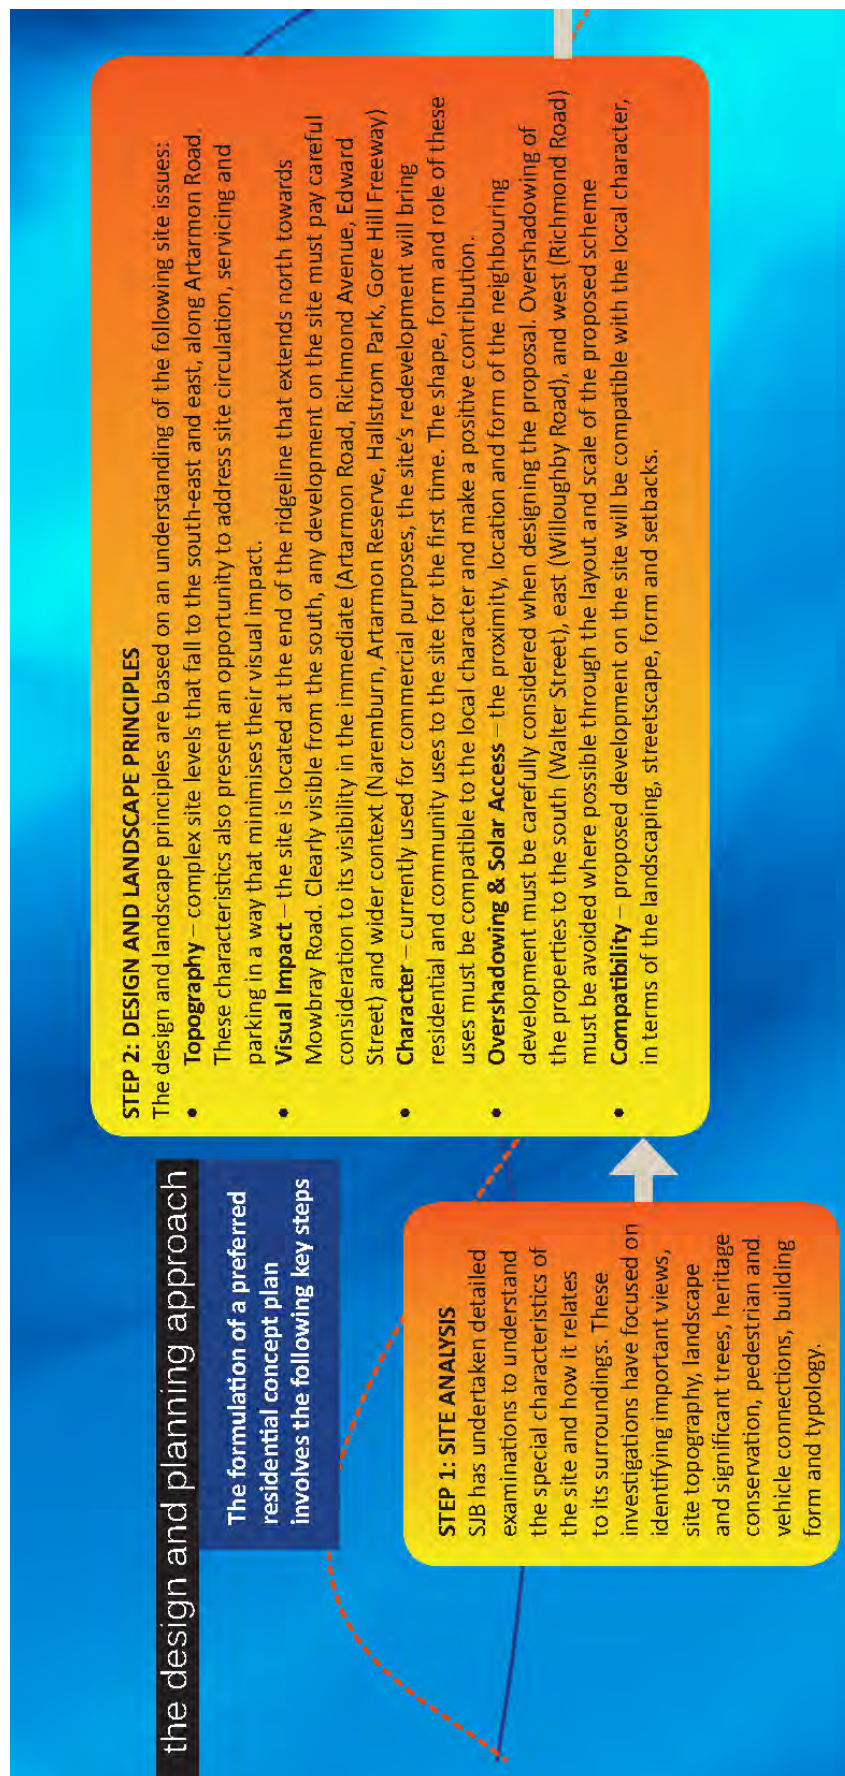 the design and planning approach
The formulation of a preferred
residential concept plan
involves the following key steps
STEP 1: SITE ANALYSIS
SJB has undertaken detailed
examinations to understand
the special characteristics of
the site and how it relates
to its surroundings. These
investigations have focused on
identifying important views,
site topography, landscape
and significant trees, heritage
conservation, pedestrian and
vehicle connections, building
form and typology.
STEP 2: DESIGN AND LANDSCAPE PRINCIPLES
The design and landscape principles are based on an understanding of the following site issues:
• Topography – complex site levels that fall to the south-east and east, along Artarmon Road.
These characteristics also present an opportunity to address site circulation, servicing and
parking in a way that minimises their visual impact.
• Visual Impact – the site is located at the end of the ridgeline that extends north towards
Mowbray Road. Clearly visible from the south, any development on the site must pay careful
consideration to its visibility in the immediate (Artarmon Road, Richmond Avenue, Edward
Street) and wider context (Naremburn, Artarmon Reserve, Hallstrom Park, Gore Hill Freeway)
• Character – currently used for commercial purposes, the site's redevelopment will bring
residential and community uses to the site for the first time. The shape, form and role of these
uses must be compatible to the local character and make a positive contribution.
• Overshadowing & Solar Access – the proximity, location and form of the neighbouring
development must be carefully considered when designing the proposal. Overshadowing of
the properties to the south (Walter Street), east (Willoughby Road), and west (Richmond Road)
must be avoided where possible through the layout and scale of the proposed scheme
• Compatibility – proposed development on the site will be compatible with the local character,
in terms of the landscaping, streetscape, form and setbacks.